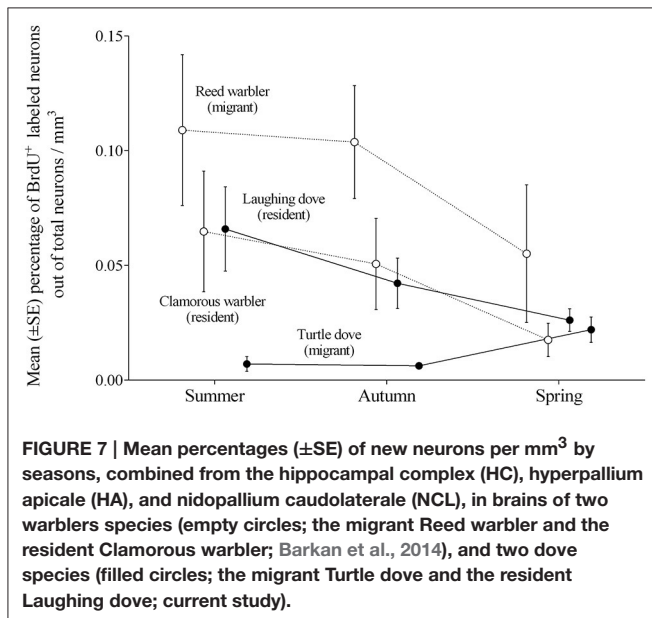 Mean (±SE) percentage of BrdU⁺ labeled neurons
out of total neurons / mm³
0.15
0.10
0.05
0.00
Reed warbler
(migrant)
Laughing dove
(resident)
Clamorous warbler
(resident)
Turtle dove
(migrant)
Summer
Autumn
Spring
FIGURE 7 | Mean percentages (±SE) of new neurons per mm³ by
seasons, combined from the hippocampal complex (HC), hyperpallium
apicale (HA), and nidopallium caudolaterale (NCL), in brains of two
warblers species (empty circles; the migrant Reed warbler and the
resident Clamorous warbler; Barkan et al., 2014), and two dove
species (filled circles; the migrant Turtle dove and the resident
Laughing dove; current study).